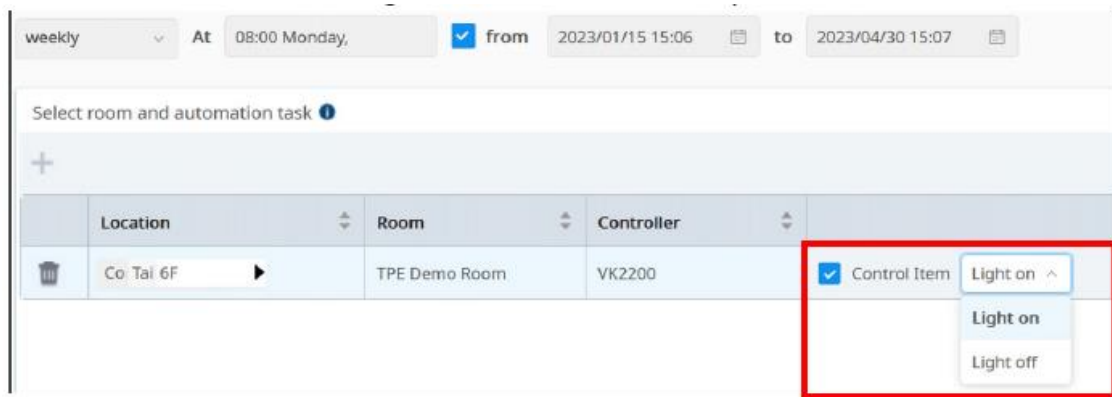 weekly At 08:00 Monday, from 2023/01/15 15:06 to 2023/04/30 15:07
Select room and automation task
Location Room Controller
Co Tai 6F TPE Demo Room VK2200 Control Item Light on
Light on
Light off